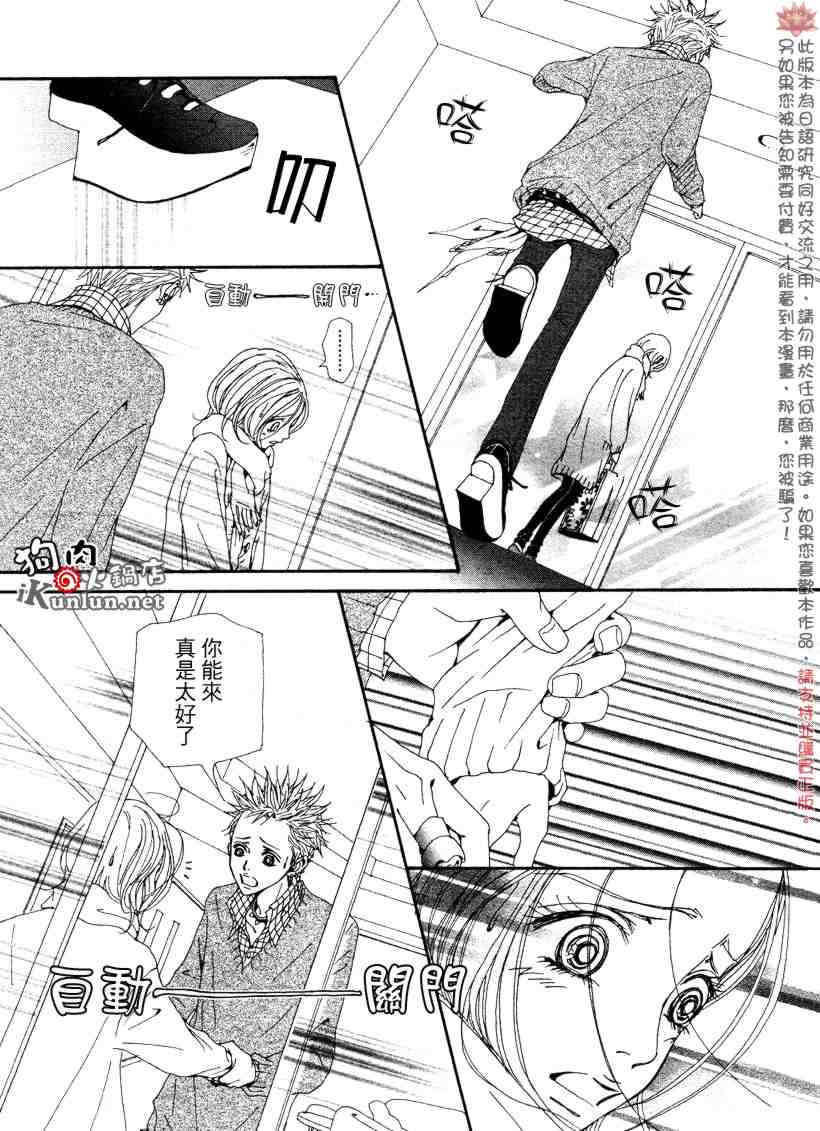 塔
塔
塔
塔
叩
自動——關門…
………
你能來
真是太好了
自動——關門
狗肉
火鍋店
iKunlun.net
此版本為日語研究同好交流之用，請勿用於任何商業用途。如果您喜歡本作品，請支持並購買正版。
另如果您被告知需要付費，才能看到本漫畫，那麼，您被騙了！